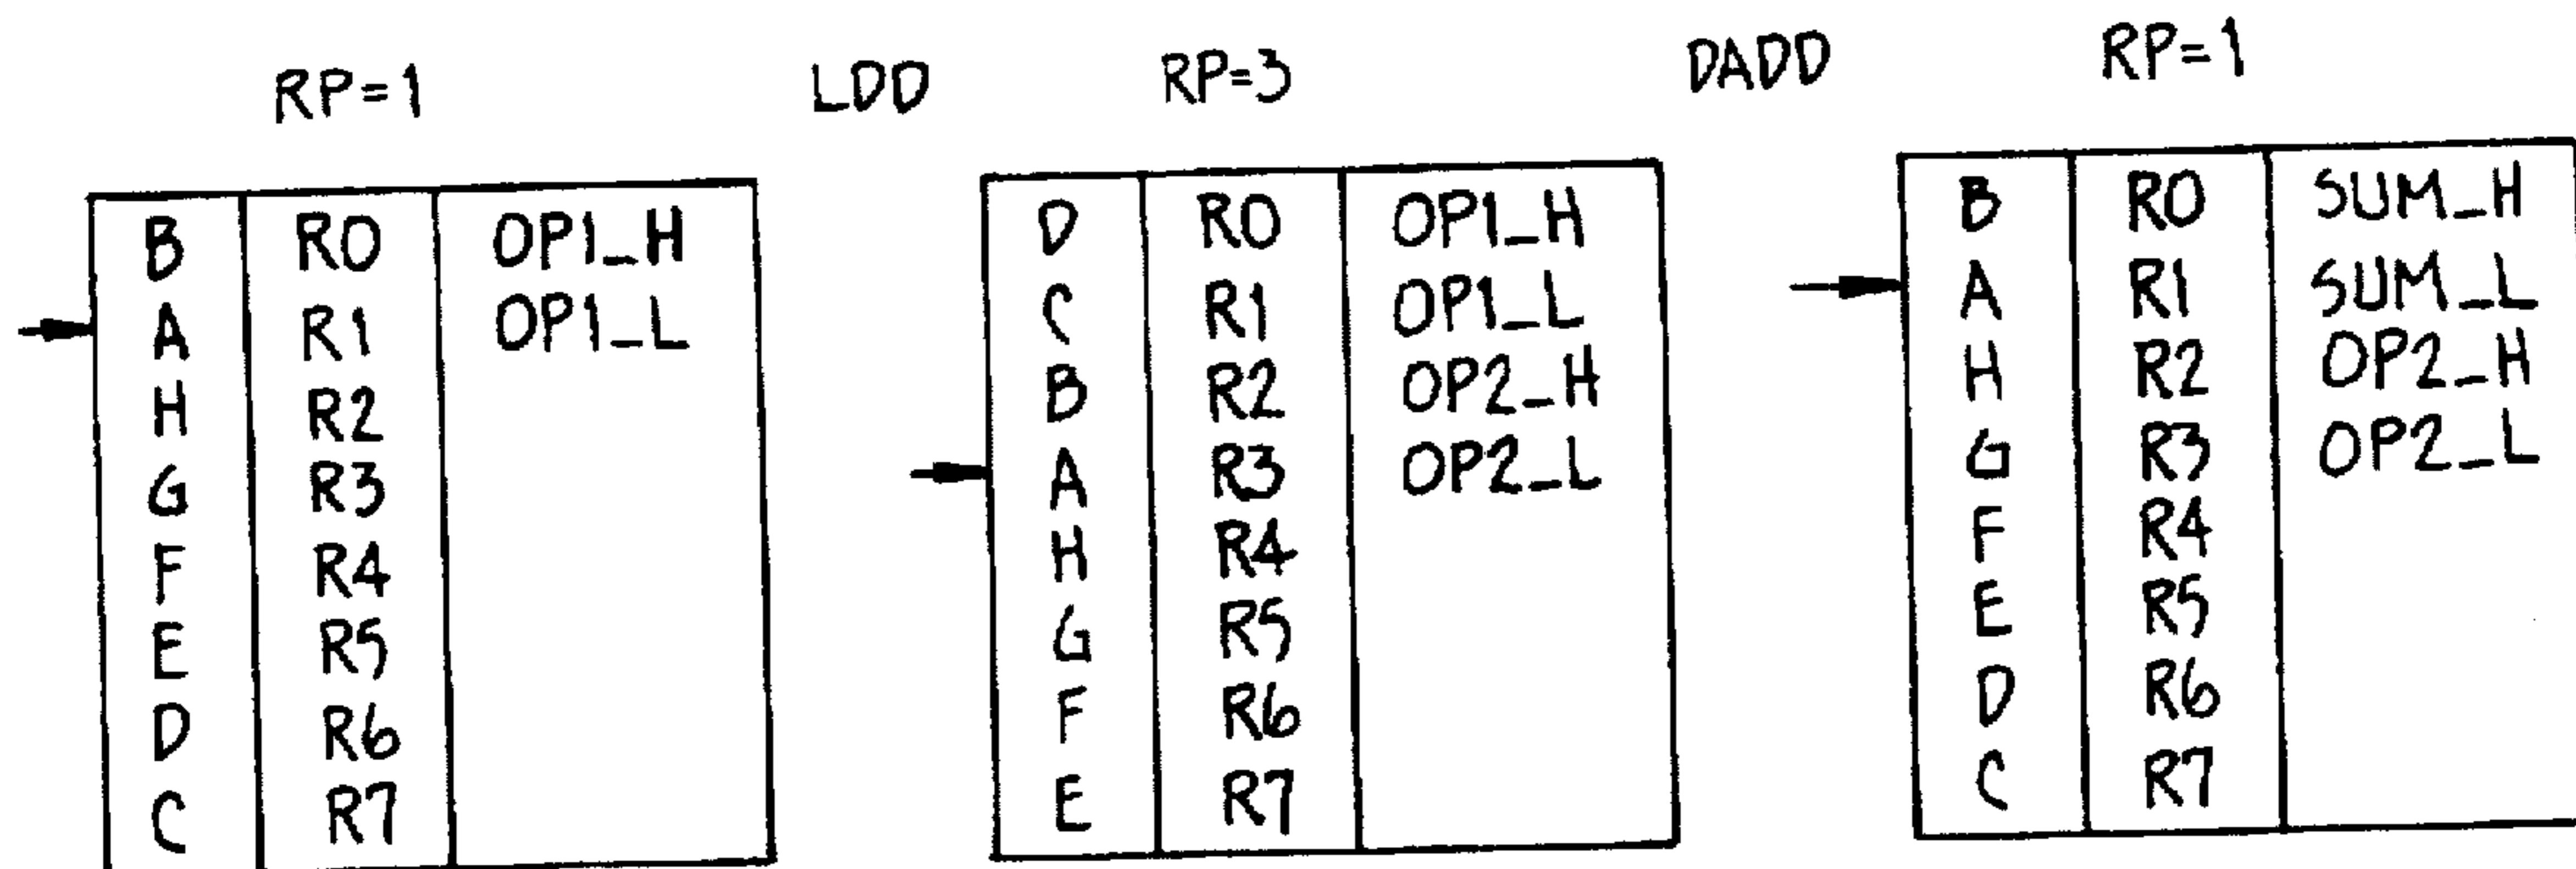 RP=1 LDD RP=3 DADD RP=1
B R0 OP1_H D R0 OP1_H B R0 SUM_H
A R1 OP1_L C R1 OP1_L A R1 SUM_L
H R2 B R2 OP2_H H R2 OP2_H
G R3 A R3 OP2_L G R3 OP2_L
F R4 H R4 F R4
E R5 G R5 E R5
D R6 F R6 D R6
C R7 E R7 C R7